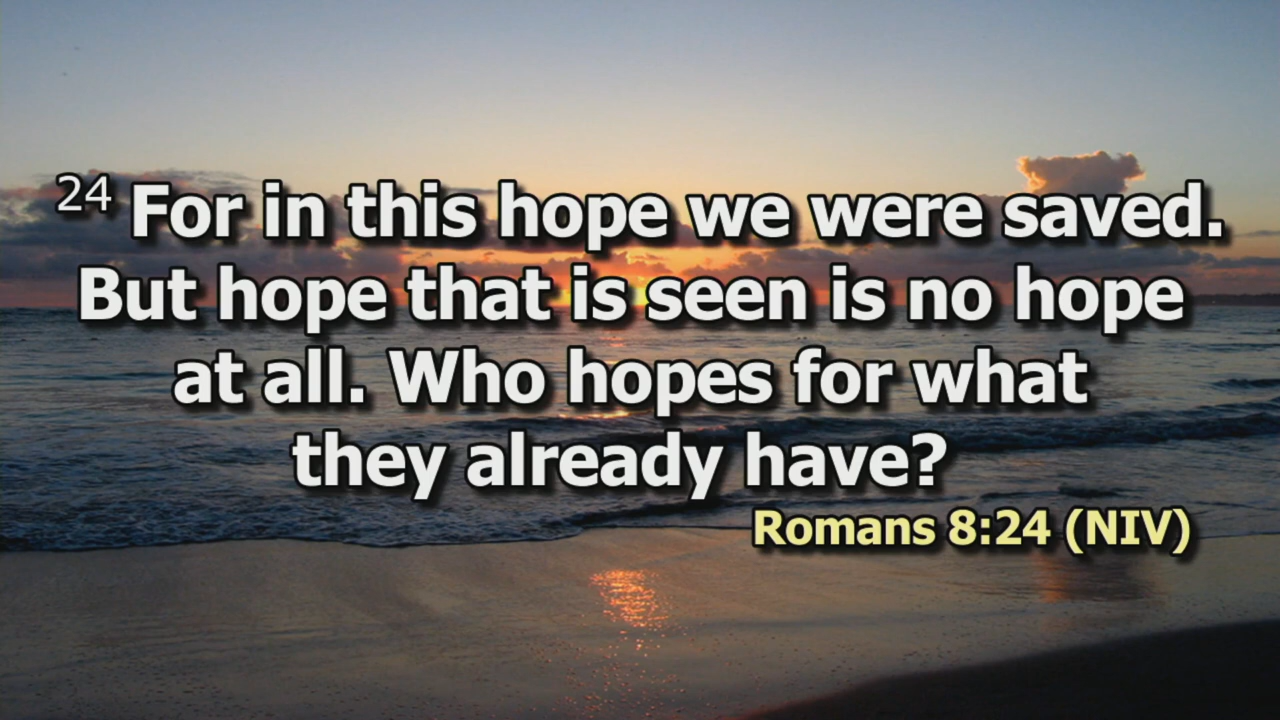 24 For in this hope we were saved.
But hope that is seen is no hope
at all. Who hopes for what
they already have?
Romans 8:24 (NIV)